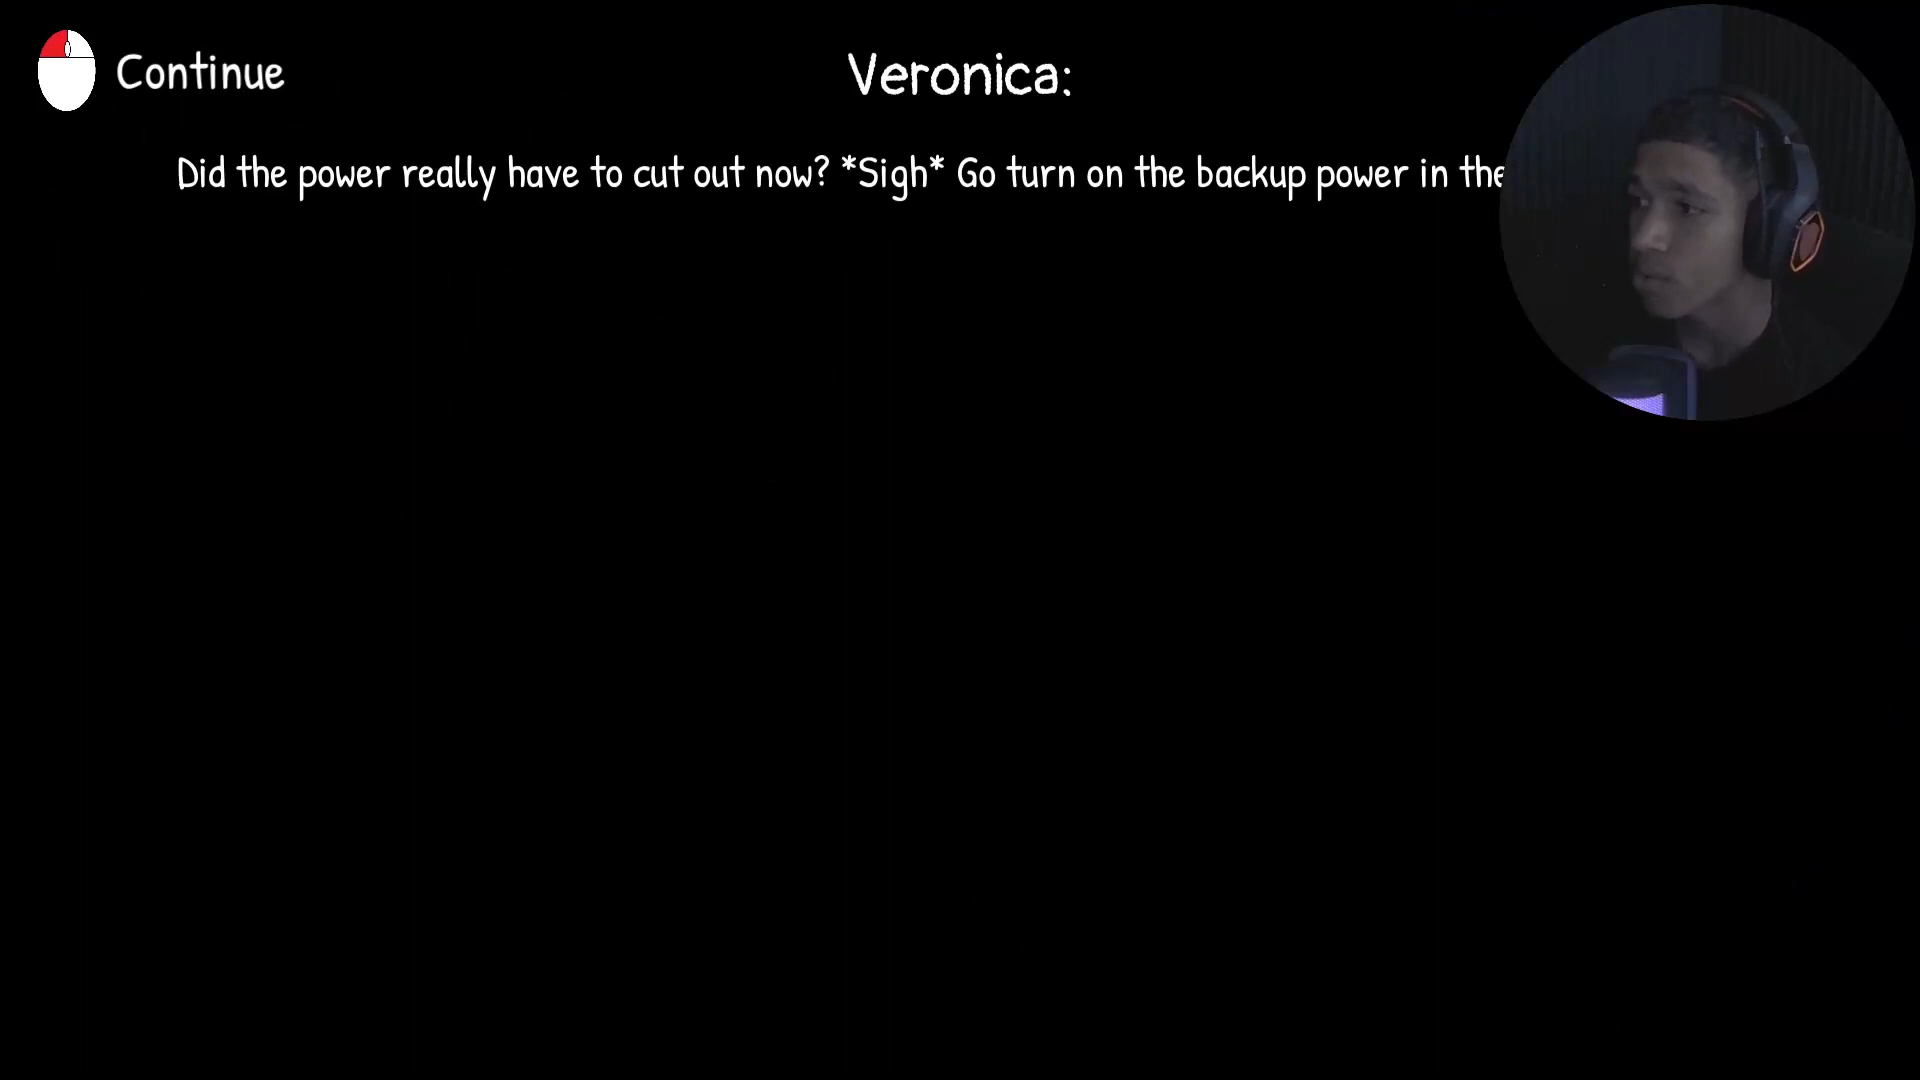 Continue
Veronica:
Did the power really have to cut out now? *Sigh* Go turn on the backup power in the